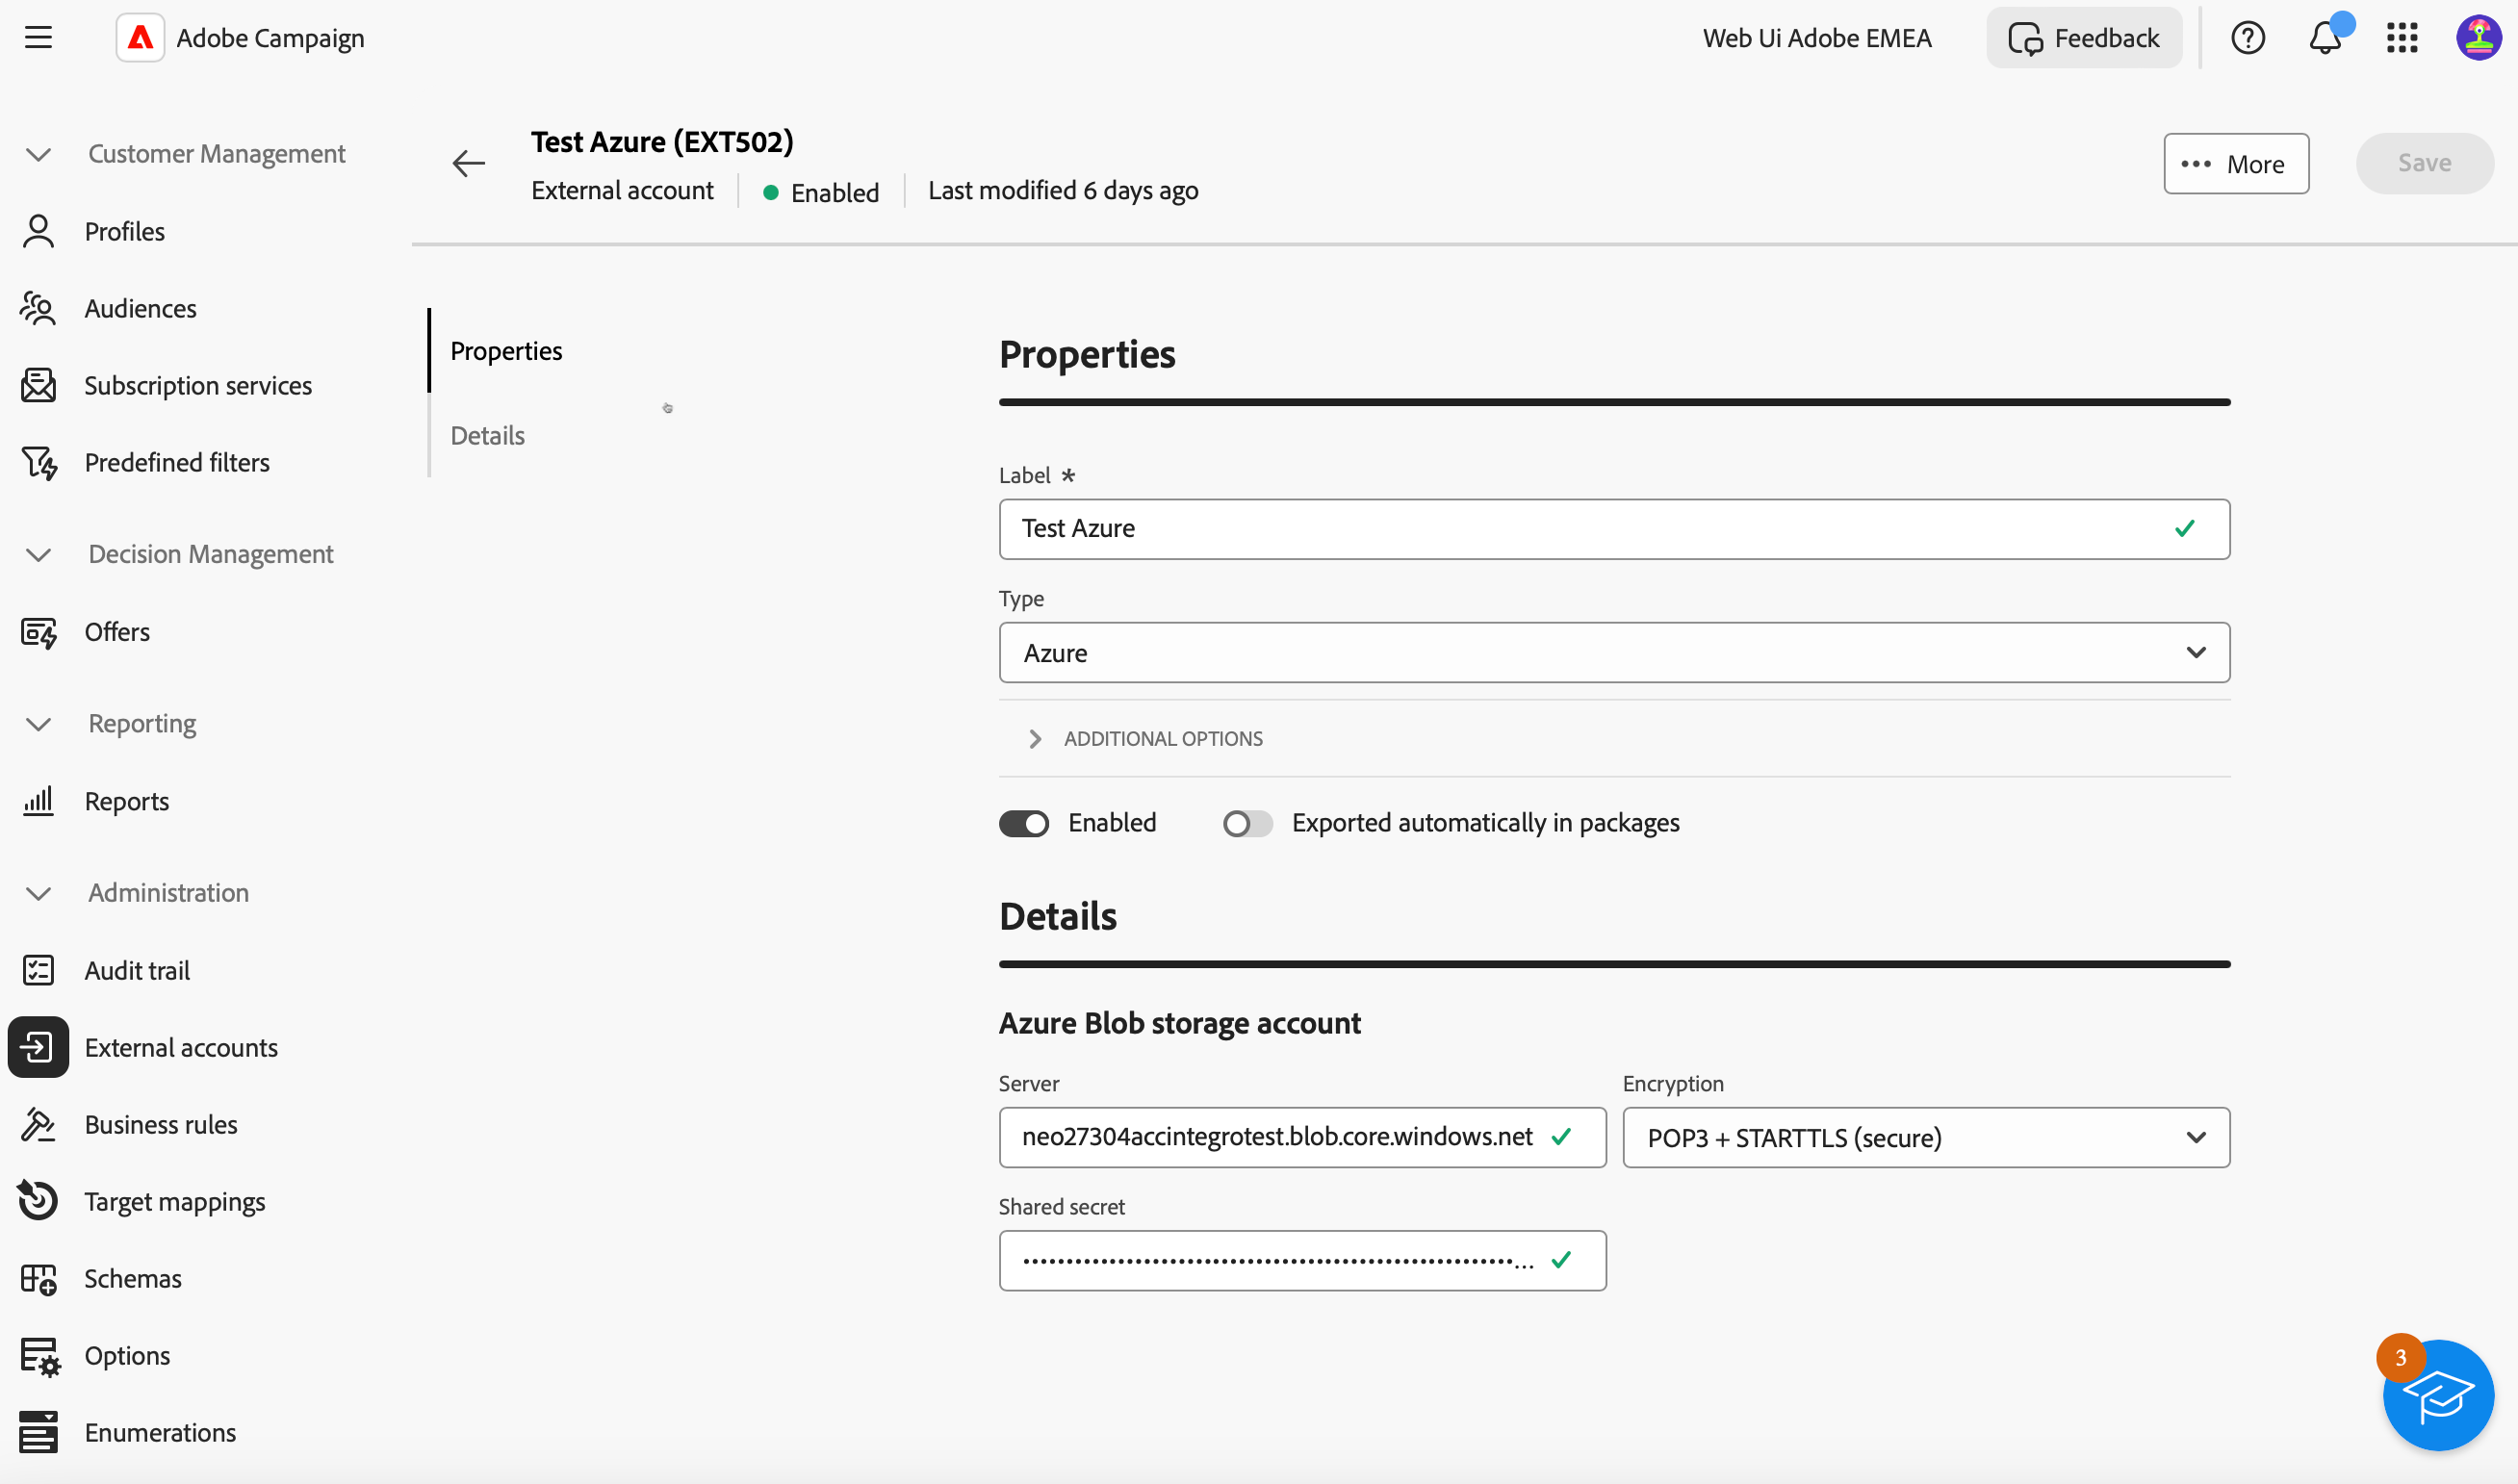 Adobe Campaign
Web Ui Adobe EMEA
Feedback
Customer Management
Profiles
Audiences
Subscription services
Predefined filters
Decision Management
Offers
Reporting
Reports
Administration
Audit trail
External accounts
Business rules
Target mappings
Schemas
Options
Enumerations
Test Azure (EXT502)
External account
Enabled
Last modified 6 days ago
More
Save
Properties
Details
Properties
Label *
Test Azure
Type
Azure
ADDITIONAL OPTIONS
Enabled
Exported automatically in packages
Details
Azure Blob storage account
Server
neo27304accintegrotest.blob.core.windows.net
Encryption
POP3 + STARTTLS (secure)
Shared secret
3